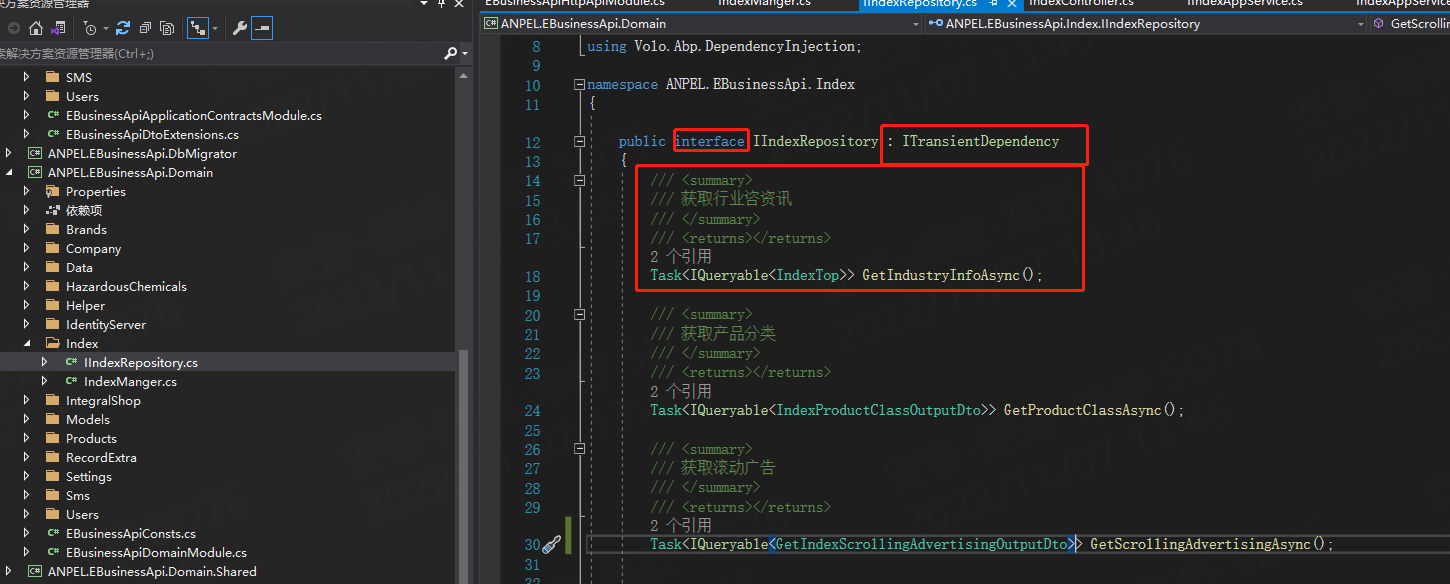 解决方案资源管理器
EBusinessApiHttpApiModule.cs
IndexManger.cs
IIndexRepository.cs
IndexController.cs
IIndexAppService.cs
IndexAppService
索解决方案资源管理器(Ctrl+;)
SMS
Users
EBusinessApiApplicationContractsModule.cs
EBusinessApiDtoExtensions.cs
ANPEL.EBusinessApi.DbMigrator
ANPEL.EBusinessApi.Domain
Properties
依赖项
Brands
Company
Data
HazardousChemicals
Helper
IdentityServer
Index
IIndexRepository.cs
IndexManger.cs
IntegralShop
Models
Products
RecordExtra
Settings
Sms
Users
EBusinessApiConsts.cs
EBusinessApiDomainModule.cs
ANPEL.EBusinessApi.Domain.Shared
ANPEL.EBusinessApi.Domain
ANPEL.EBusinessApi.Index.IIndexRepository
GetScrollin
8 using Volo.Abp.DependencyInjection;
9
10 namespace ANPEL.EBusinessApi.Index
11 {
12 public interface IIndexRepository : ITransientDependency
13 {
14 /// <summary>
15 /// 获取行业咨资讯
16 /// </summary>
17 /// <returns></returns>
2 个引用
18 Task<IQueryable<IndexTop>> GetIndustryInfoAsync();
19
20 /// <summary>
21 /// 获取产品分类
22 /// </summary>
23 /// <returns></returns>
2 个引用
24 Task<IQueryable<IndexProductClassOutputDto>> GetProductClassAsync();
25
26 /// <summary>
27 /// 获取滚动广告
28 /// </summary>
29 /// <returns></returns>
2 个引用
30 Task<IQueryable<GetIndexScrollingAdvertisingOutputDto>> GetScrollingAdvertisingAsync();
31
32